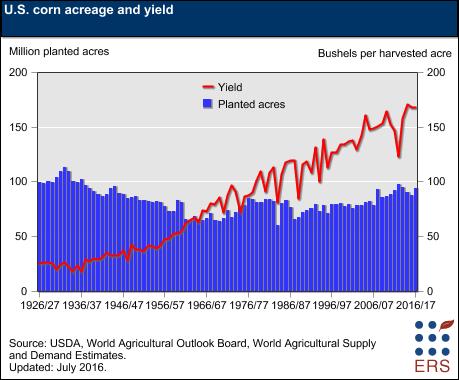 U.S. corn acreage and yield
Million planted acres
Bushels per harvested acre
200
200
Yield
Planted acres
150
150
100
100
50
50
0
0
1926/27 1936/37 1946/47 1956/57 1966/67 1976/77 1986/87 1996/97 2006/07 2016/17
Source: USDA, World Agricultural Outlook Board, World Agricultural Supply
and Demand Estimates.
Updated: July 2016.
ERS